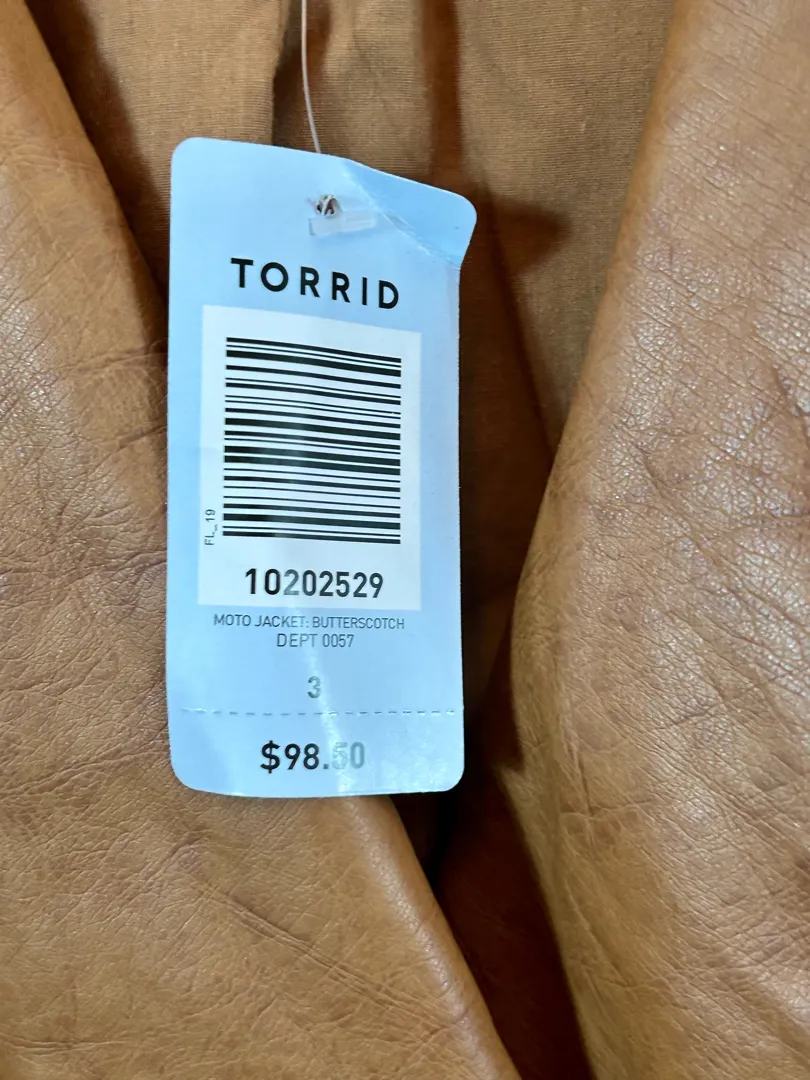 TORRID
FL_19
10202529
MOTO JACKET: BUTTERSCOTCH
DEPT 0057
3
$98.50